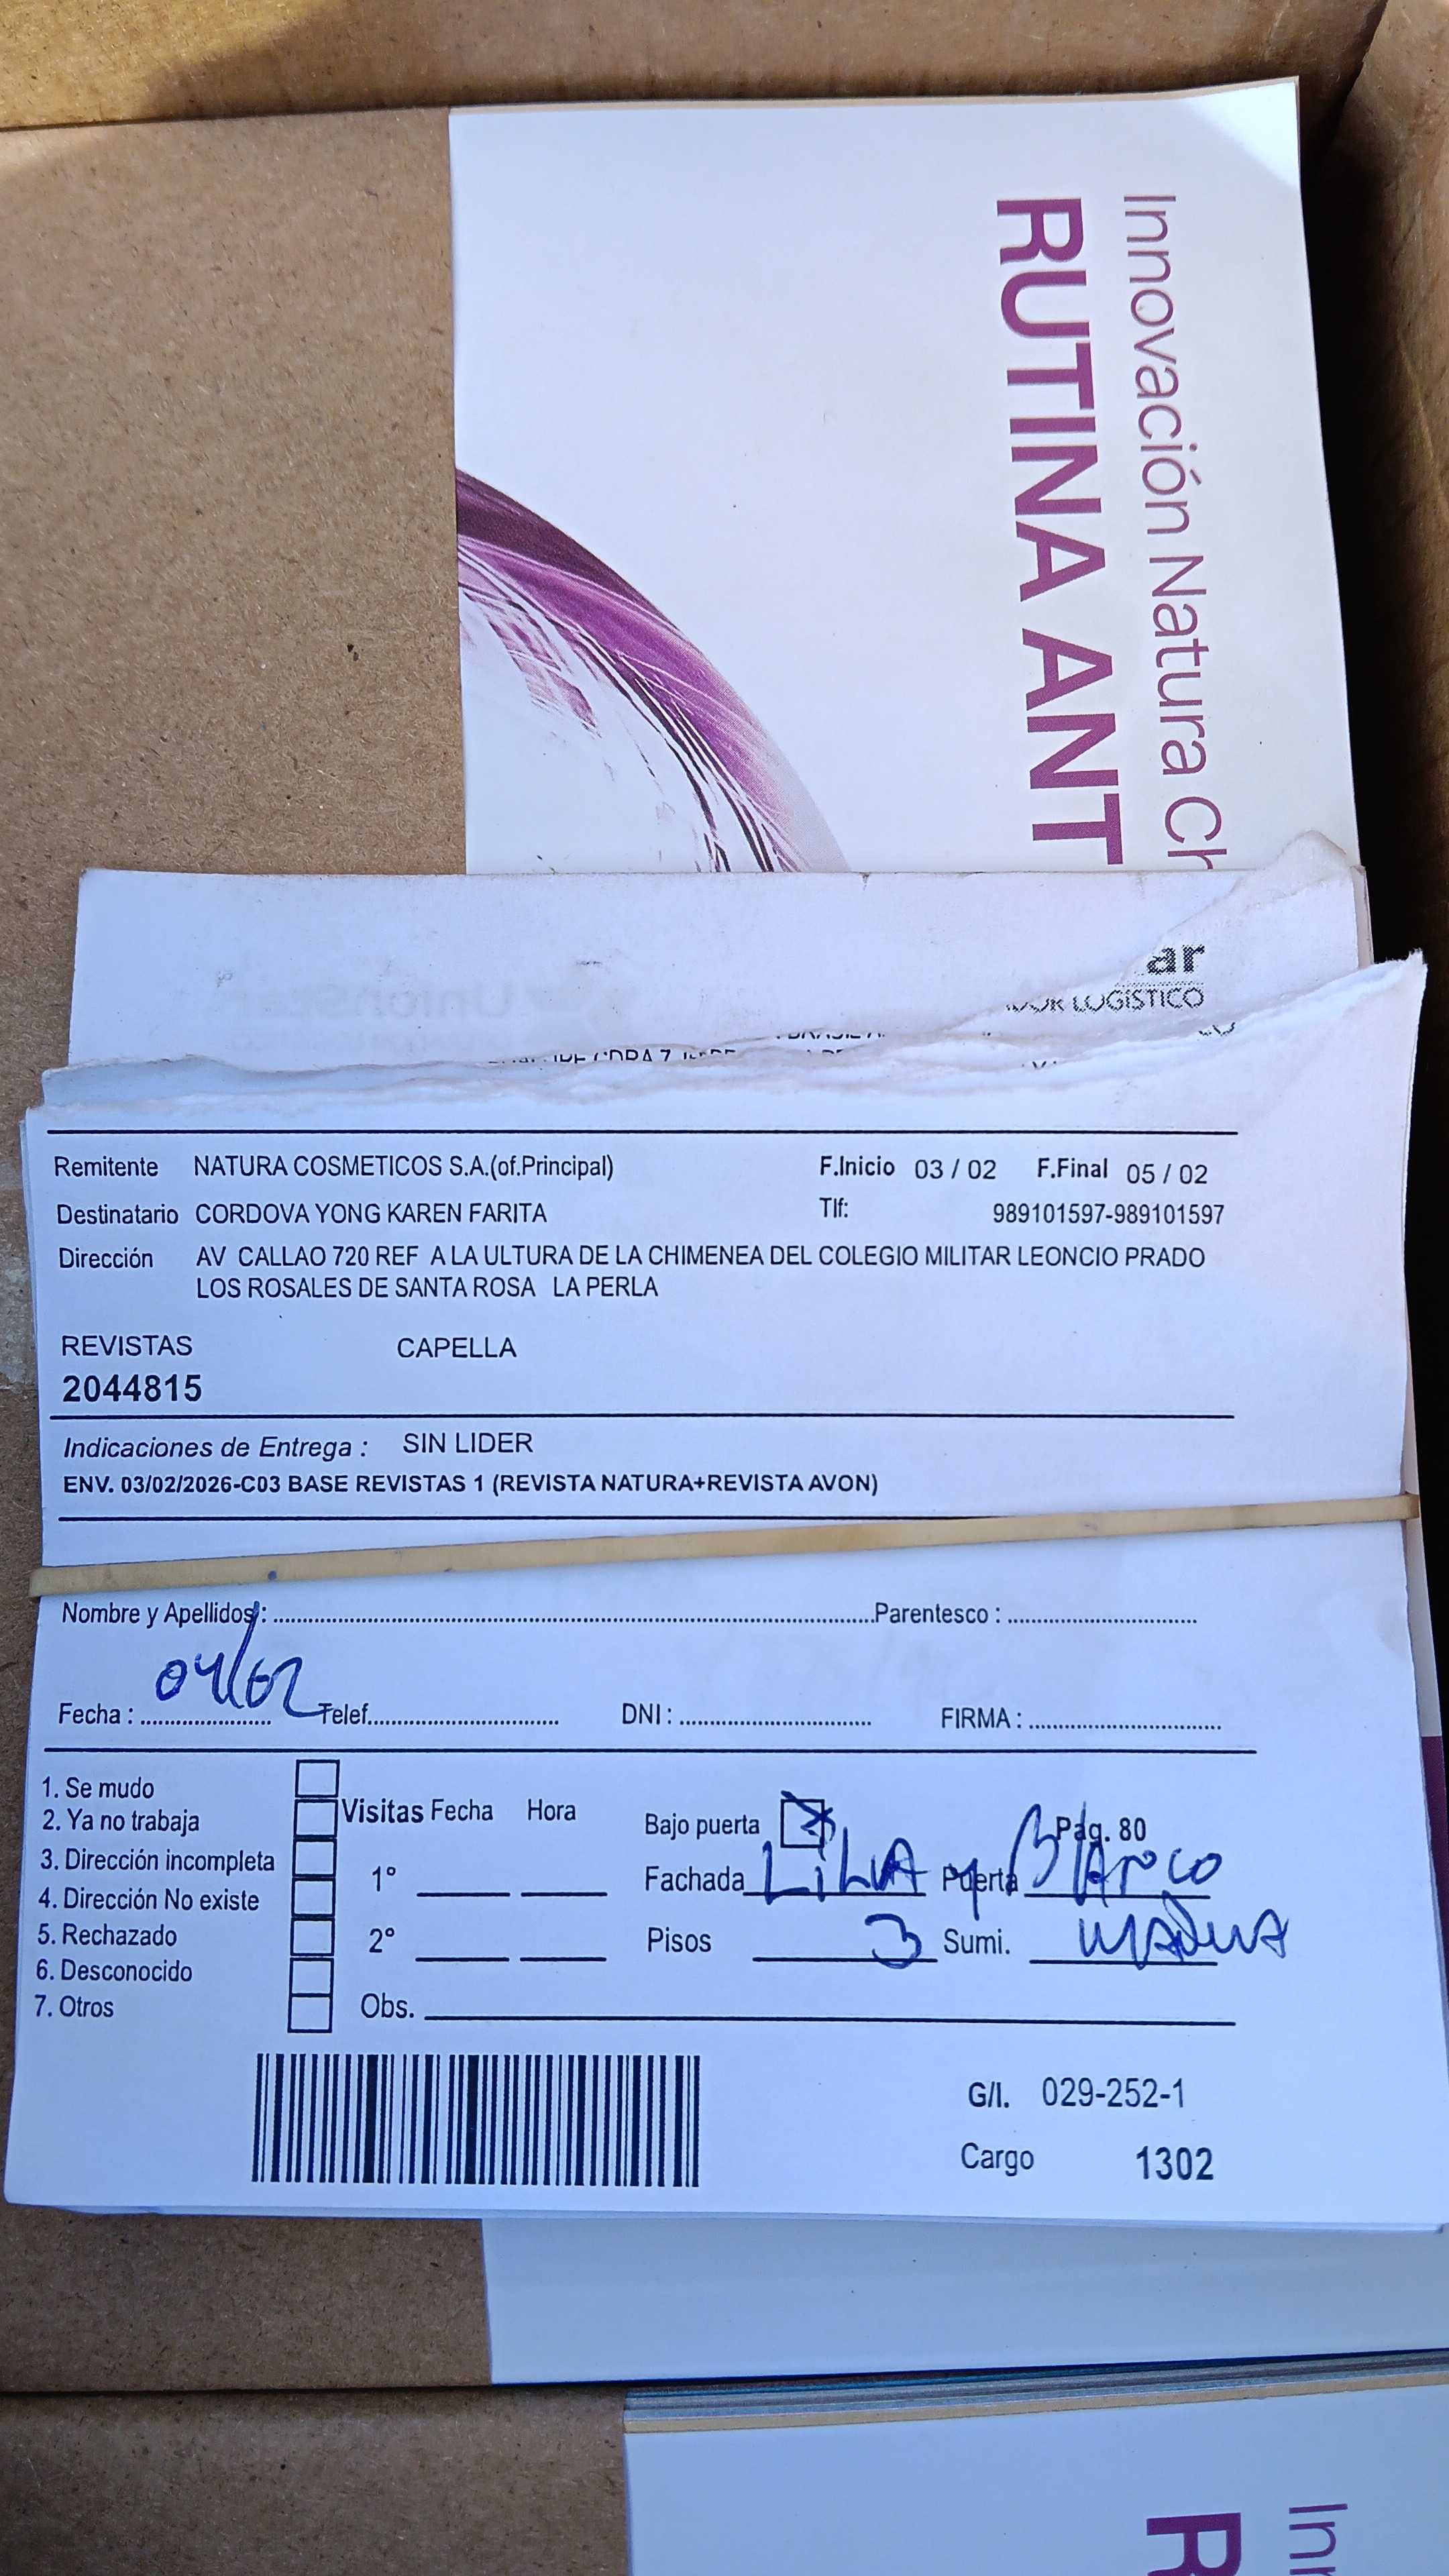 Innovación Natura Ch
RUTINA ANT
ar
ADOR LOGÍSTICO
Remitente NATURA COSMETICOS S.A.(of.Principal) F.Inicio 03 / 02 F.Final 05 / 02
Destinatario CORDOVA YONG KAREN FARITA Tlf: 989101597-989101597
Dirección AV CALLAO 720 REF A LA ULTURA DE LA CHIMENEA DEL COLEGIO MILITAR LEONCIO PRADO
LOS ROSALES DE SANTA ROSA LA PERLA
REVISTAS CAPELLA
2044815
Indicaciones de Entrega : SIN LIDER
ENV. 03/02/2026-C03 BASE REVISTAS 1 (REVISTA NATURA+REVISTA AVON)
Nombre y Apellidos : Parentesco :
Fecha : 04/02 Telef. DNI : FIRMA :
1. Se mudo
2. Ya no trabaja Visitas Fecha Hora Bajo puerta Pág. 80
3. Dirección incompleta 1° Fachada LILA y Puerta Blanco
4. Dirección No existe
5. Rechazado 2° Pisos 3 Sumi.
6. Desconocido
7. Otros Obs.
G/I. 029-252-1
Cargo 1302
In
R